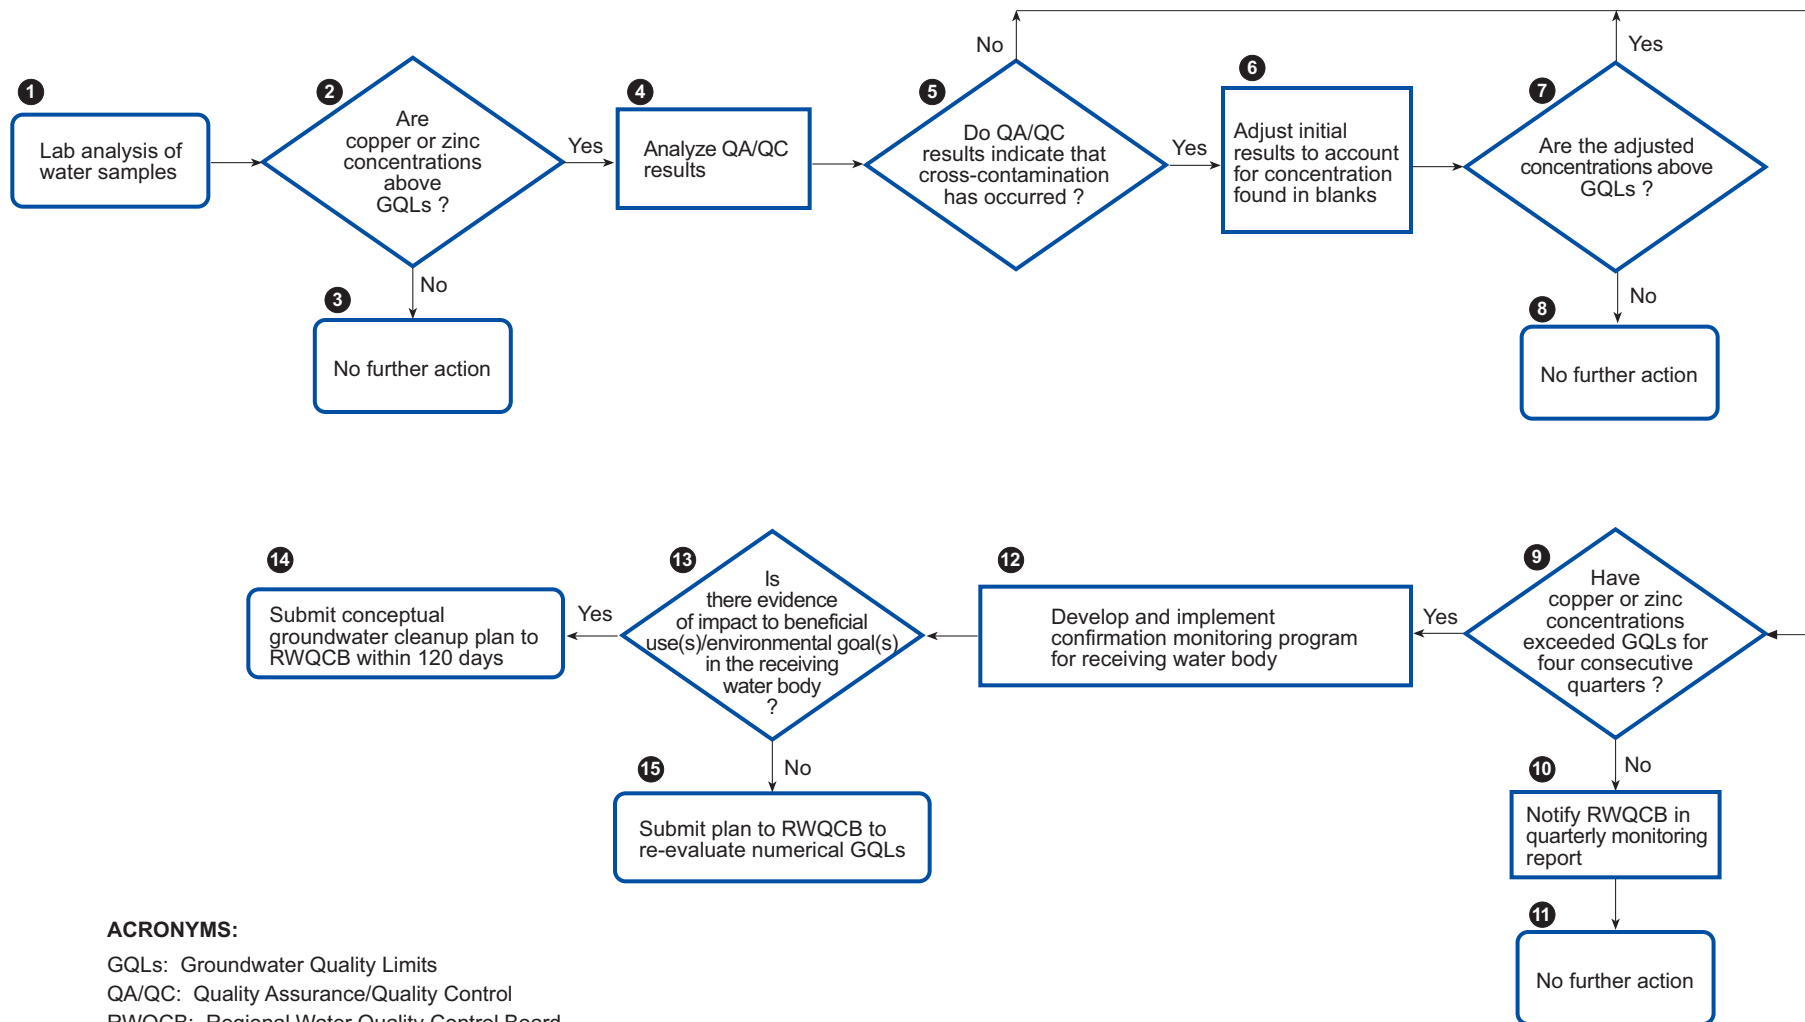 1
Lab analysis of
water samples
2
Are
copper or zinc
concentrations
above
GQLs ?
Yes
No
3
No further action
4
Analyze QA/QC
results
5
Do QA/QC
results indicate that
cross-contamination
has occurred ?
No
Yes
6
Adjust initial
results to account
for concentration
found in blanks
7
Are the adjusted
concentrations above
GQLs ?
Yes
No
8
No further action
9
Have
copper or zinc
concentrations
exceeded GQLs for
four consecutive
quarters ?
Yes
No
10
Notify RWQCB in
quarterly monitoring
report
11
No further action
12
Develop and implement
confirmation monitoring program
for receiving water body
13
Is
there evidence
of impact to beneficial
use(s)/environmental goal(s)
in the receiving
water body
?
Yes
No
14
Submit conceptual
groundwater cleanup plan to
RWQCB within 120 days
15
Submit plan to RWQCB to
re-evaluate numerical GQLs
ACRONYMS:
GQLs: Groundwater Quality Limits
QA/QC: Quality Assurance/Quality Control
RWQCB: Regional Water Quality Control Board